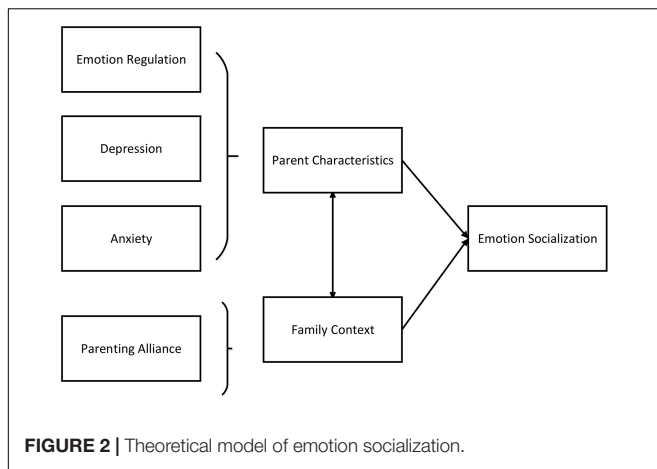 Emotion Regulation
Depression
Anxiety
Parenting Alliance
Parent Characteristics
Family Context
Emotion Socialization
FIGURE 2 | Theoretical model of emotion socialization.